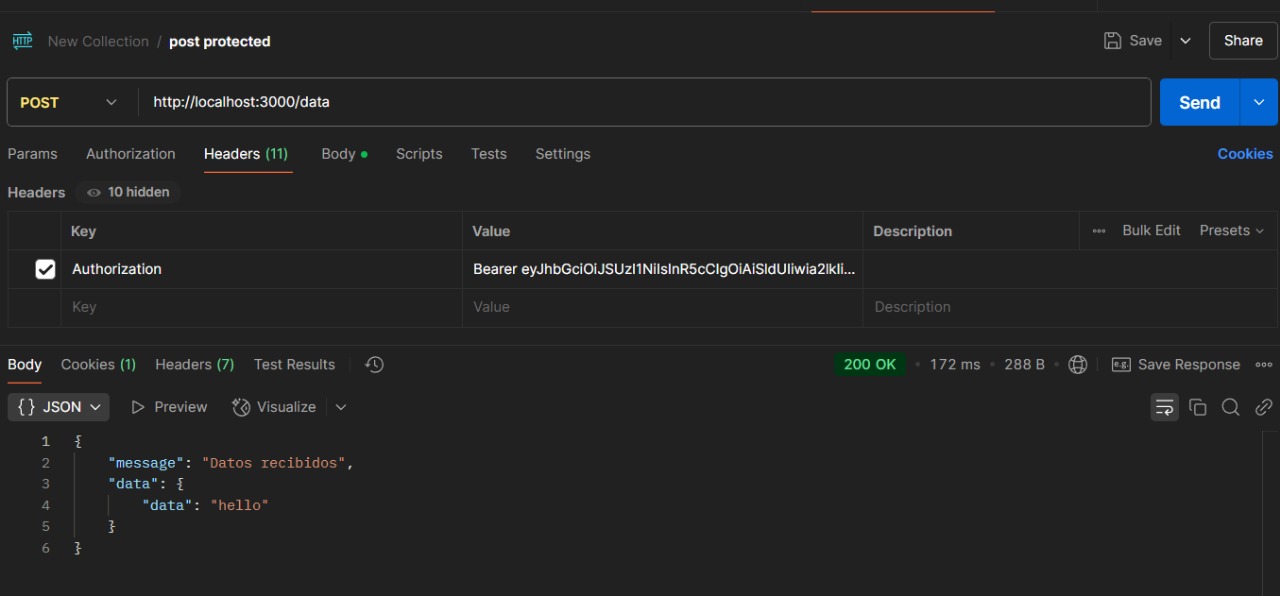 HTTP New Collection / post protected Save Share
POST http://localhost:3000/data Send
Params Authorization Headers (11) Body Scripts Tests Settings Cookies
Headers 10 hidden
Key Value Description Bulk Edit Presets
Authorization Bearer eyJhbGciOiJSUzI1NiIsInR5cCIgOiAiSldUIiwia2lkIi...
Key Value Description
Body Cookies (1) Headers (7) Test Results 200 OK 172 ms 288 B e.g. Save Response
{} JSON Preview Visualize
1 {
2 "message": "Datos recibidos",
3 "data": {
4 "data": "hello"
5 }
6 }